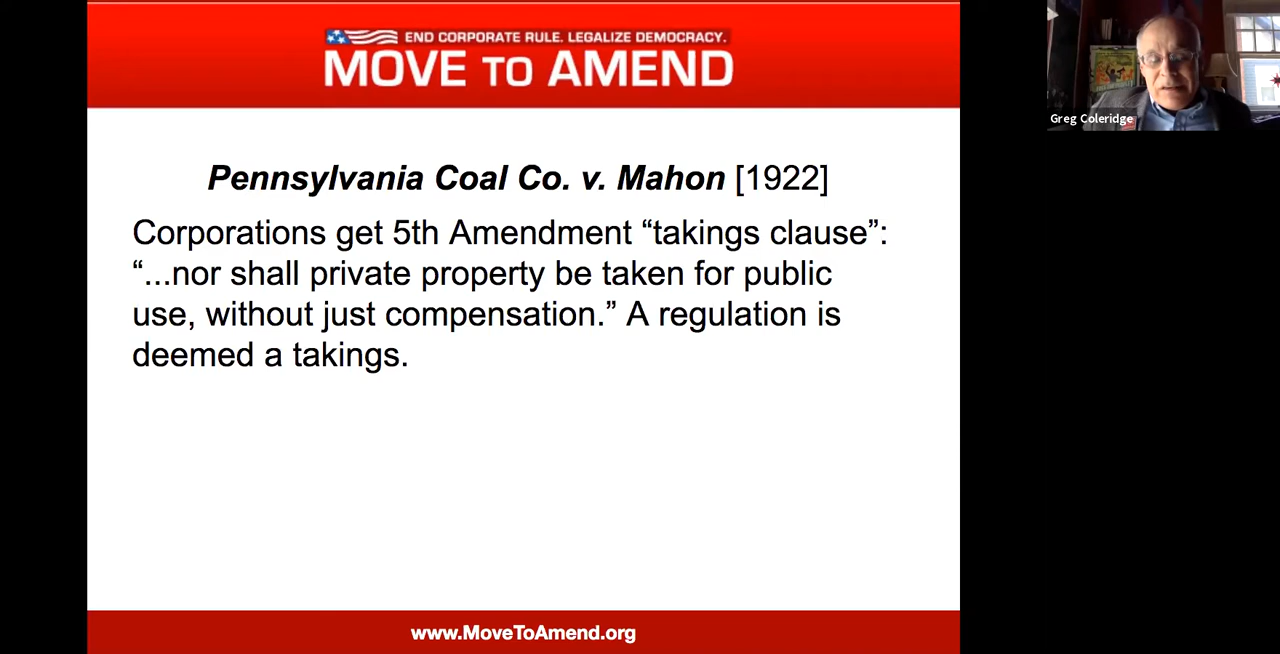 END CORPORATE RULE. LEGALIZE DEMOCRACY.
MOVE TO AMEND
Greg Coleridge
Pennsylvania Coal Co. v. Mahon [1922]
Corporations get 5th Amendment “takings clause”:
“...nor shall private property be taken for public
use, without just compensation.” A regulation is
deemed a takings.
www.MoveToAmend.org